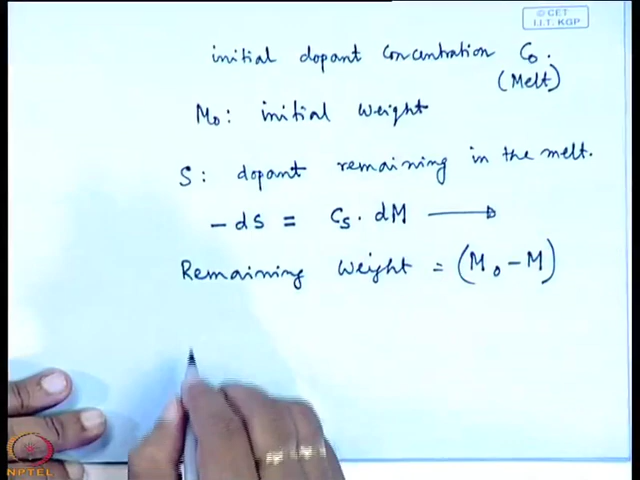 © CET
I.I.T. KGP
initial dopant concentration C₀.
(Melt)
M₀: initial weight
S: dopant remaining in the melt.
− dS = Cₛ. dM ⟶
Remaining weight = (M₀ − M)
NPTEL